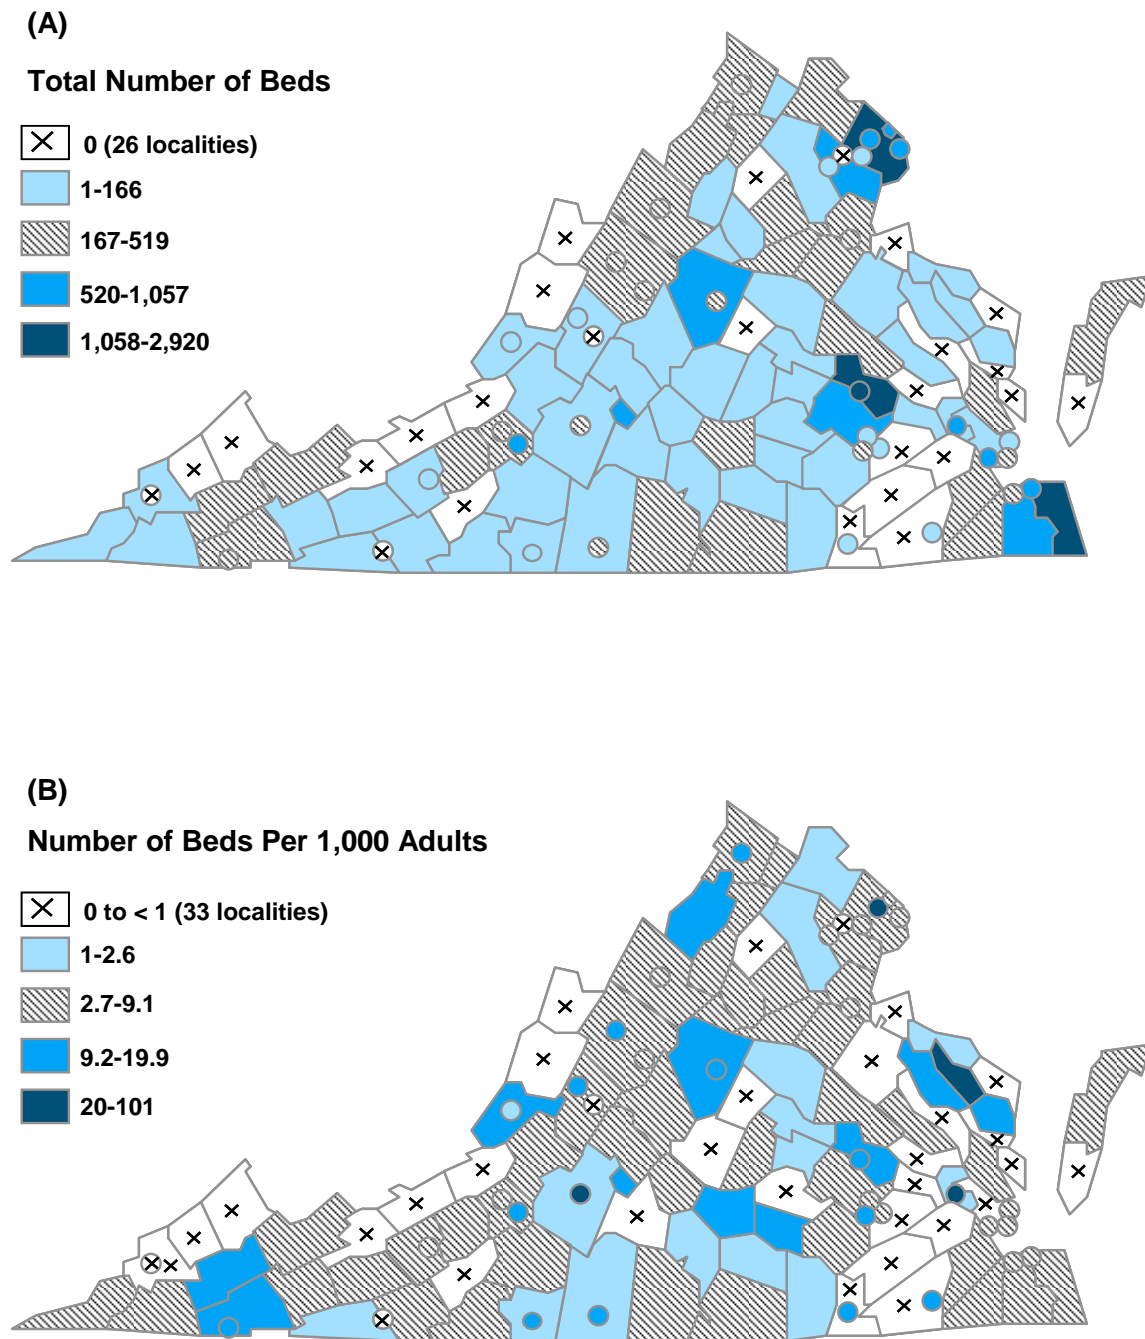 (A)
Total Number of Beds
0 (26 localities)
1-166
167-519
520-1,057
1,058-2,920
(B)
Number of Beds Per 1,000 Adults
0 to < 1 (33 localities)
1-2.6
2.7-9.1
9.2-19.9
20-101